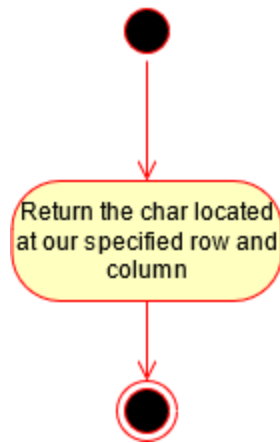 Return the char located
at our specified row and
column